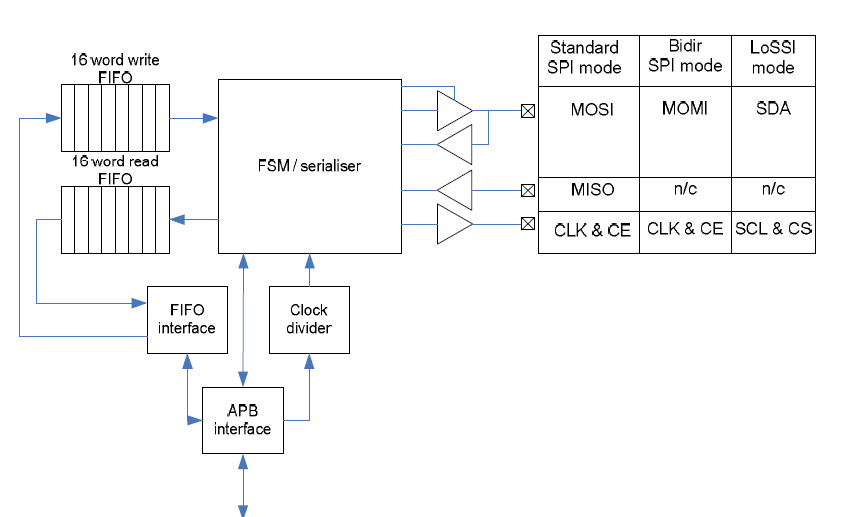 16 word write
FIFO
16 word read
FIFO
FSM / serialiser
FIFO
interface
Clock
divider
APB
interface
Standard
SPI mode
Bidir
SPI mode
LoSSI
mode
MOSI
MOMI
SDA
MISO
n/c
n/c
CLK & CE
CLK & CE
SCL & CS